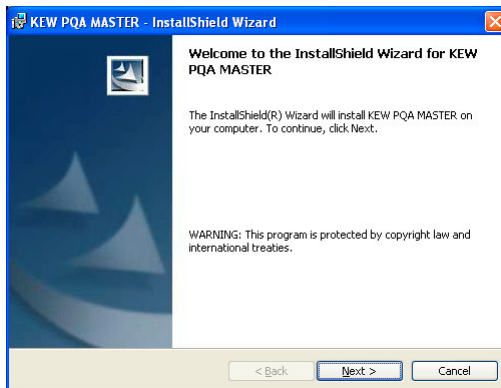 KEW PQA MASTER - InstallShield Wizard
Welcome to the InstallShield Wizard for KEW
PQA MASTER
The InstallShield(R) Wizard will install KEW PQA MASTER on
your computer. To continue, click Next.
WARNING: This program is protected by copyright law and
international treaties.
< Back Next > Cancel